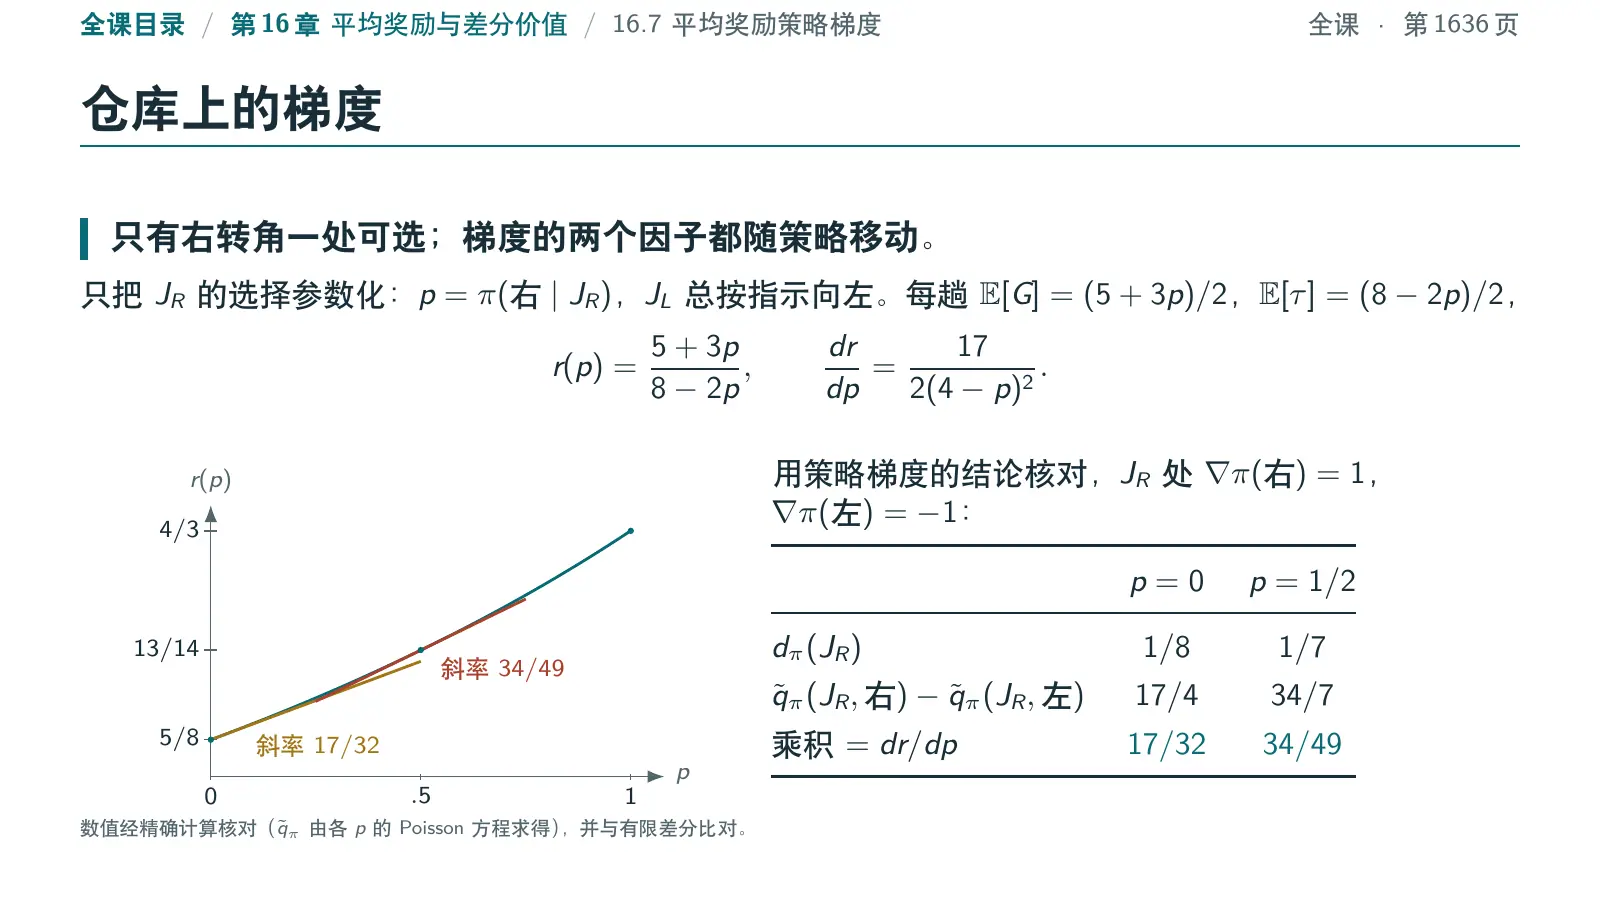 全课目录 / 第 16 章 平均奖励与差分价值 / 16.7 平均奖励策略梯度
全课 · 第 1636 页
仓库上的梯度
只有右转角一处可选；梯度的两个因子都随策略移动。
只把 J_R 的选择参数化：p = π(右 | J_R)，J_L 总按指示向左。每趟 𝔼[G] = (5 + 3p)/2，𝔼[τ] = (8 − 2p)/2，
r(p) = (5 + 3p)/(8 − 2p), dr/dp = 17/(2(4 − p)²).
r(p)
4/3
13/14
5/8
斜率 34/49
斜率 17/32
0 .5 1 p
数值经精确计算核对（q̃_π 由各 p 的 Poisson 方程求得），并与有限差分比对。
用策略梯度的结论核对，J_R 处 ∇π(右) = 1，
∇π(左) = −1：
p = 0 p = 1/2
d_π(J_R) 1/8 1/7
q̃_π(J_R, 右) − q̃_π(J_R, 左) 17/4 34/7
乘积 = dr/dp 17/32 34/49